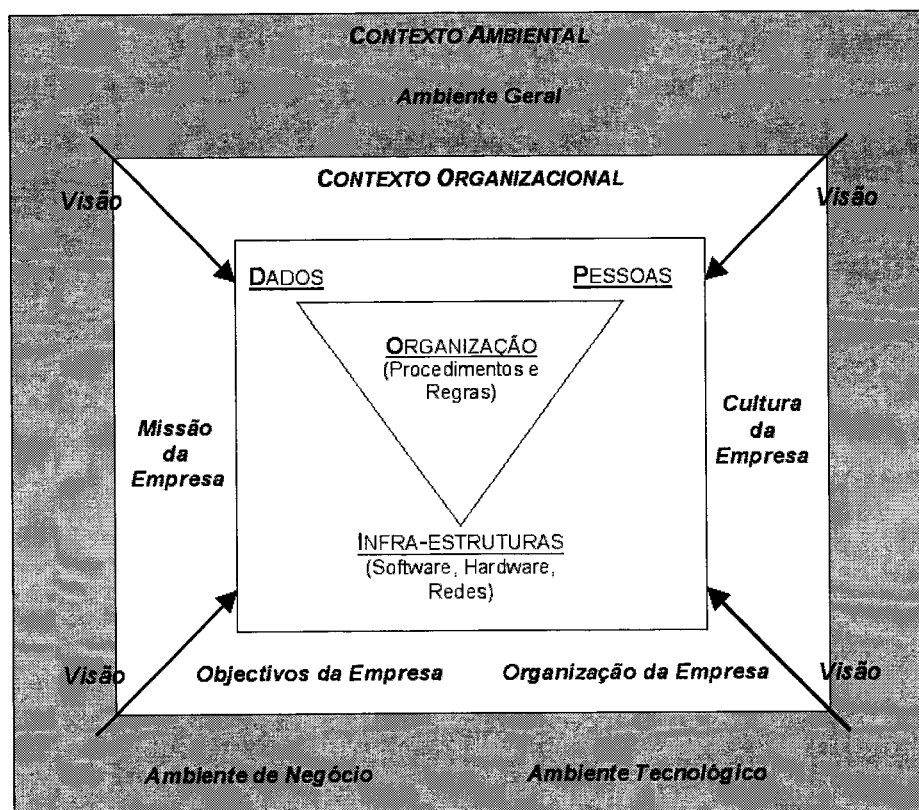 CONTEXTO AMBIENTAL
Ambiente Geral
CONTEXTO ORGANIZACIONAL
Visão
Visão
DADOS
PESSOAS
ORGANIZAÇÃO
(Procedimentos e
Regras)
Missão
da
Empresa
Cultura
da
Empresa
INFRA-ESTRUTURAS
(Software, Hardware,
Redes)
Visão
Objectivos da Empresa
Organização da Empresa
Visão
Ambiente de Negócio
Ambiente Tecnológico